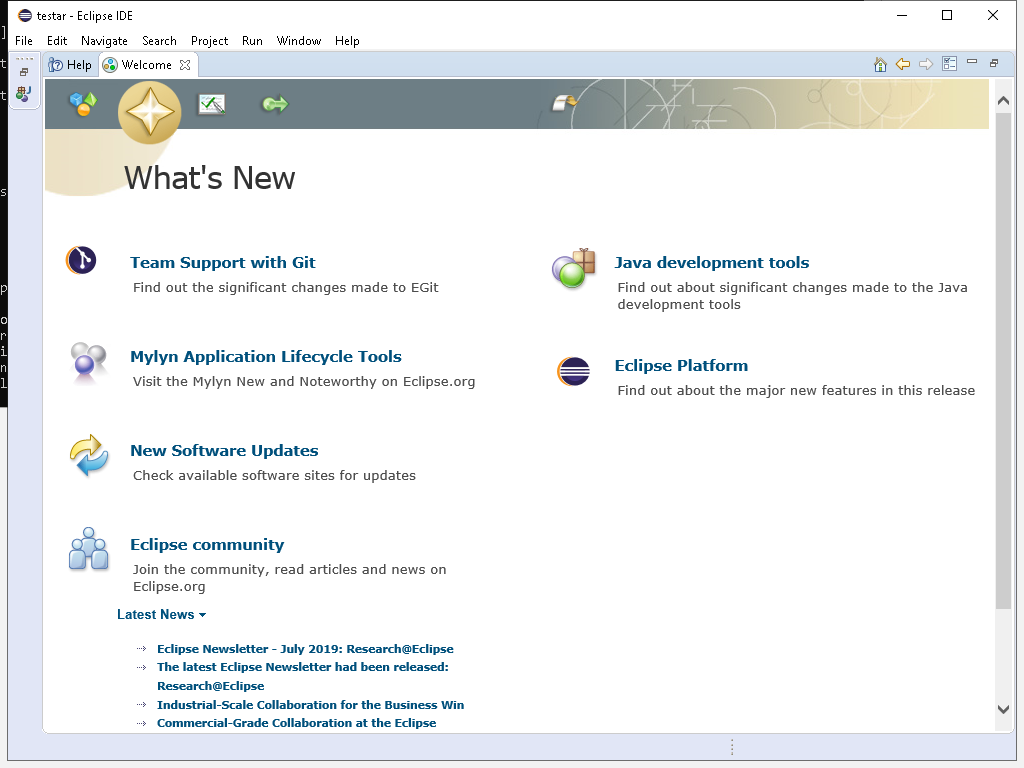 testar - Eclipse IDE
File Edit Navigate Search Project Run Window Help
Help Welcome
What's New
Team Support with Git
Find out the significant changes made to EGit
Java development tools
Find out about significant changes made to the Java
development tools
Mylyn Application Lifecycle Tools
Visit the Mylyn New and Noteworthy on Eclipse.org
Eclipse Platform
Find out about the major new features in this release
New Software Updates
Check available software sites for updates
Eclipse community
Join the community, read articles and news on
Eclipse.org
Latest News
Eclipse Newsletter - July 2019: Research@Eclipse
The latest Eclipse Newsletter had been released:
Research@Eclipse
Industrial-Scale Collaboration for the Business Win
Commercial-Grade Collaboration at the Eclipse